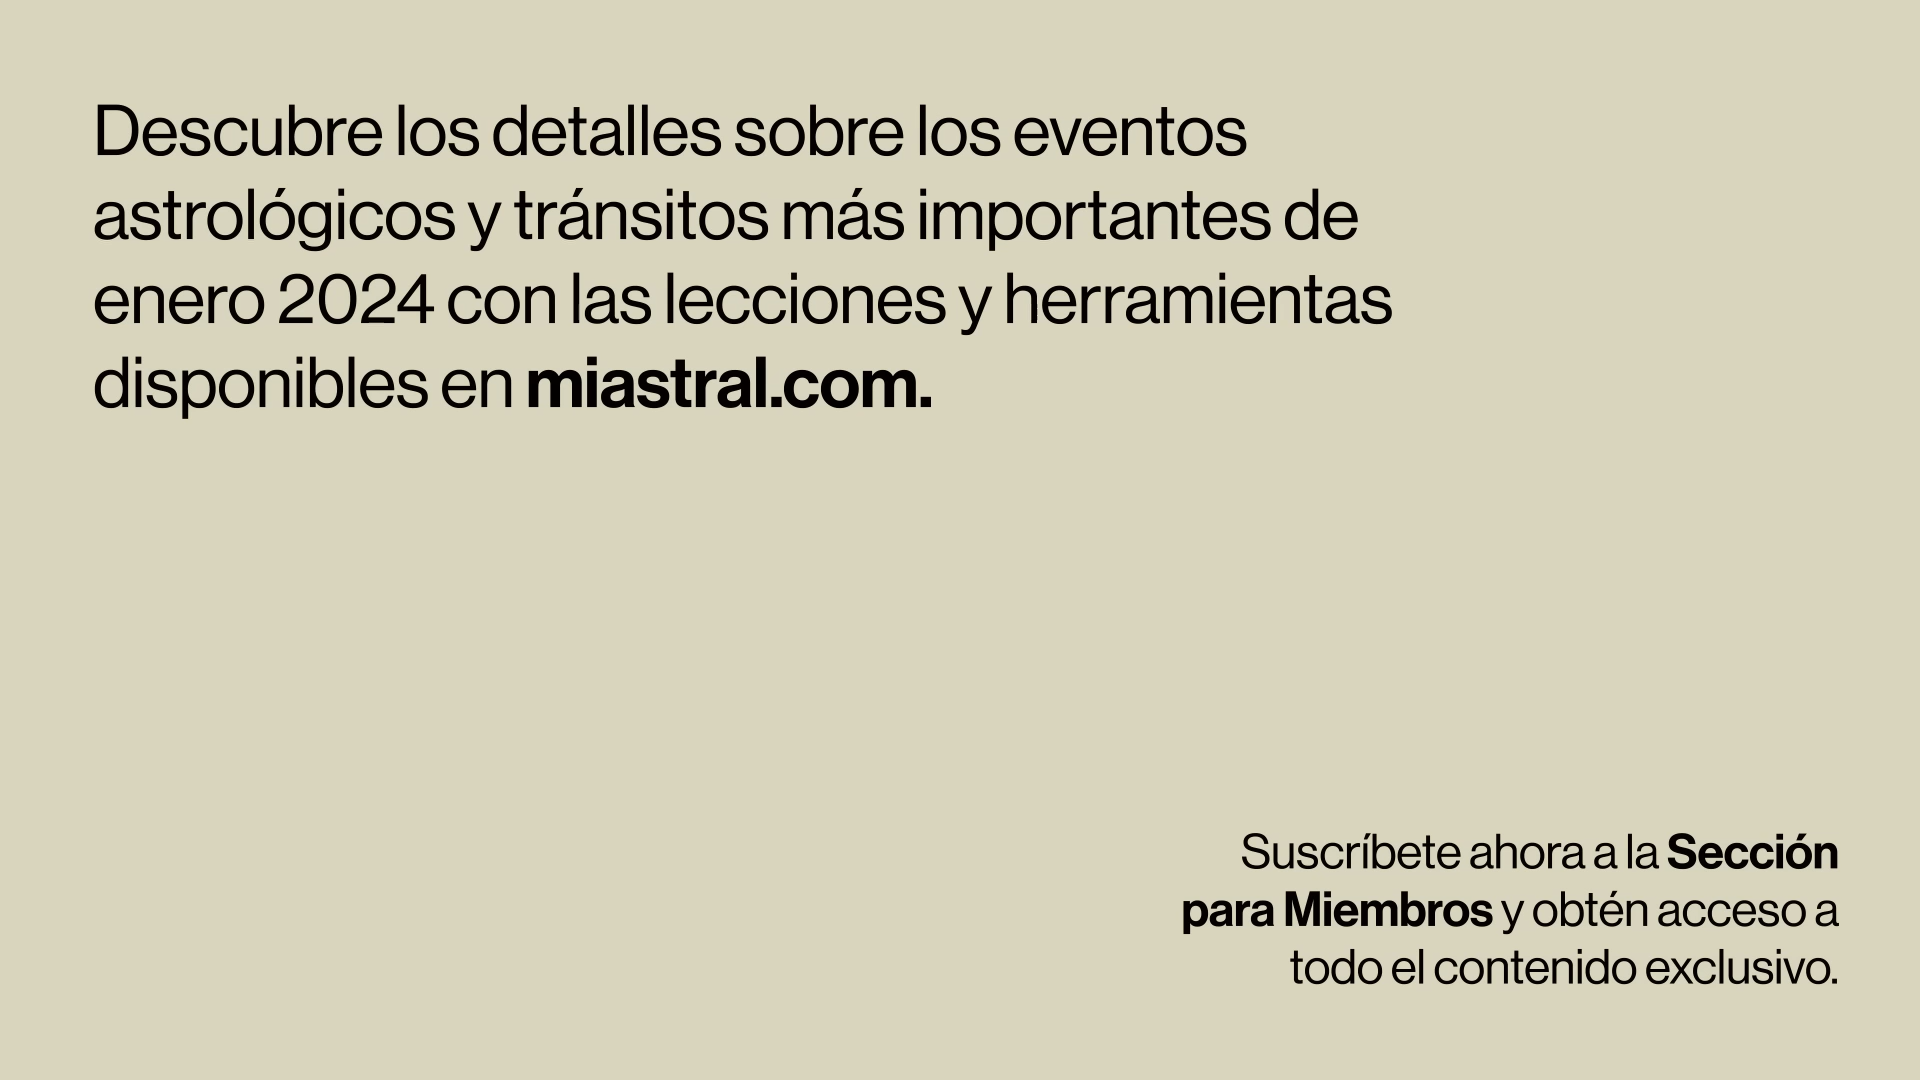 Descubre los detalles sobre los eventos
astrológicos y tránsitos más importantes de
enero 2024 con las lecciones y herramientas
disponibles en miastral.com.
Suscríbete ahora a la Sección
para Miembros y obtén acceso a
todo el contenido exclusivo.